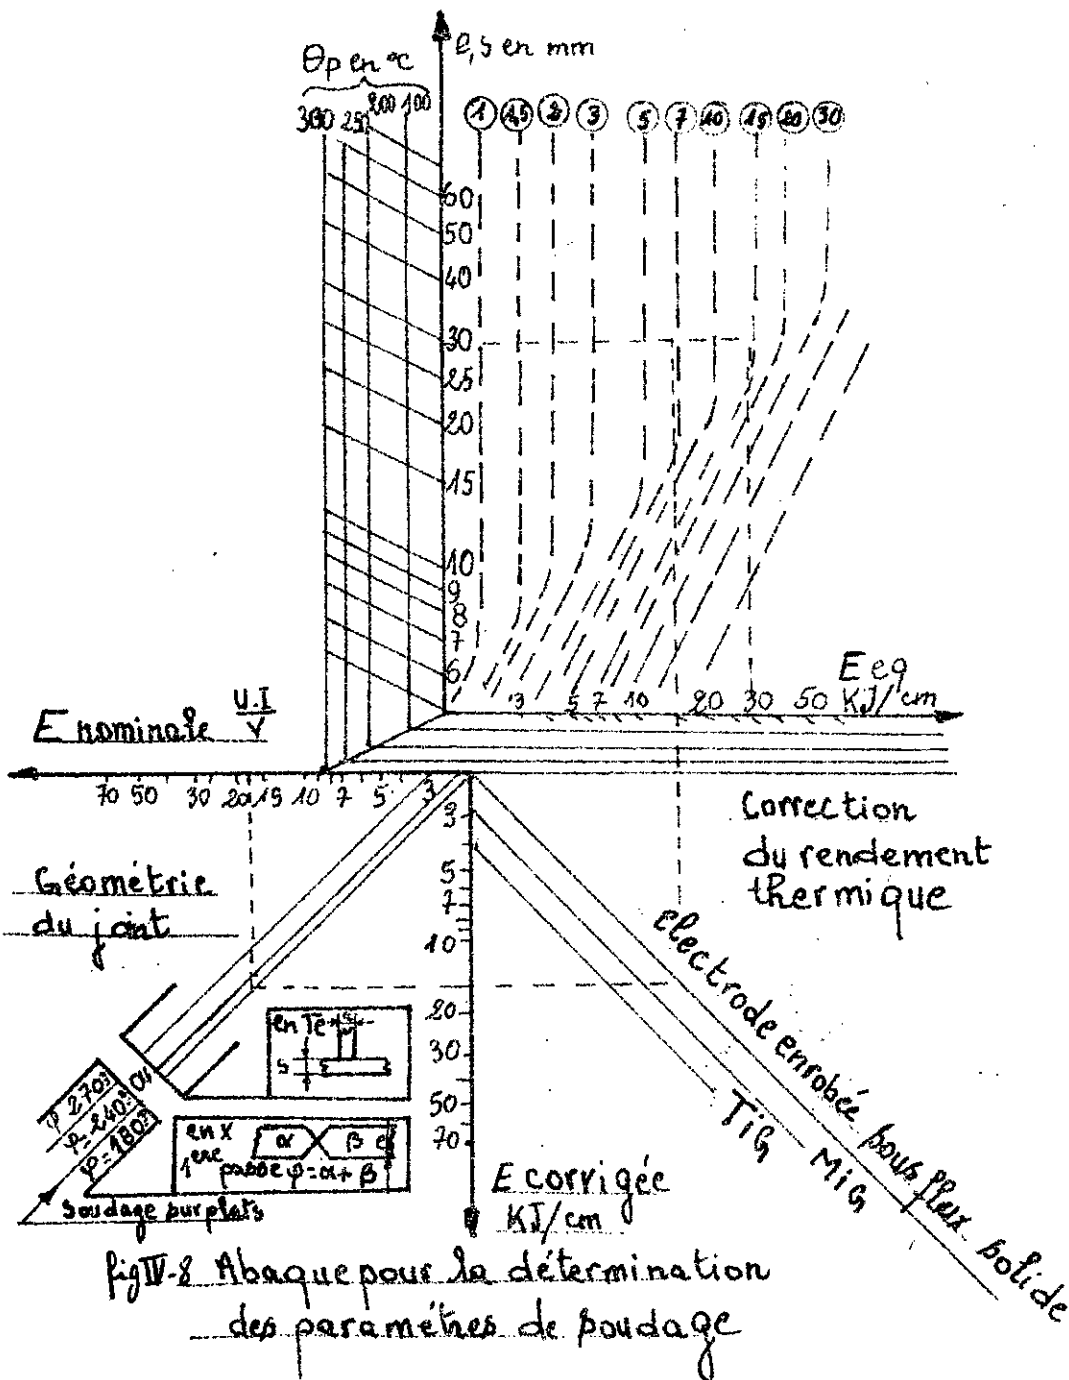 e,s en mm
θp en °C
300 250 200 100
1 1,5 2 3 5 7 10 15 20 30
60
50
40
30
25
20
15
10
9
8
7
6
E eq
KJ/cm
3 5 7 10 20 30 50
E nominale U.I/V
70 50 30 20 15 10 7 5 3
Correction
du rendement
thermique
Géométrie
du joint
3
5
7
10
20
30
50
70
électrode enrobée sous flux solide
MiG
TiG
en Té s
s
en X α β e
1ere passe φ=α+β
φ 270°
φ=240°
φ=180°
soudage sur plats
E corrigée
KJ/cm
fig IV-8 Abaque pour la détermination
des paramétres de soudage